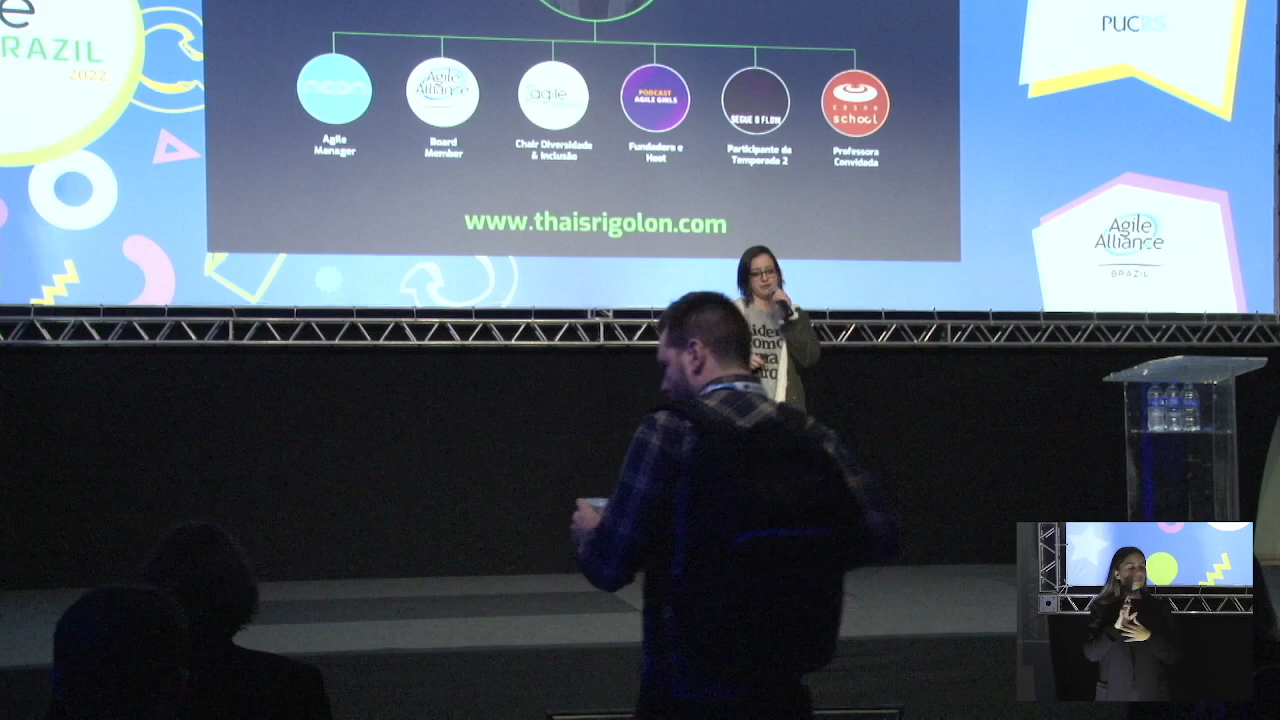 e
BRAZIL
2022
PUCRS
Agile
Alliance
agile
PODCAST
AGILE GIRLS
SEGUE O FLOW
CESAR
school
Agile
Manager
Board
Member
Chair Diversidade
& Inclusão
Fundadora e
Host
Participante da
Temporada 2
Professora
Convidada
www.thaisrigolon.com
Agile
Alliance
BRAZIL